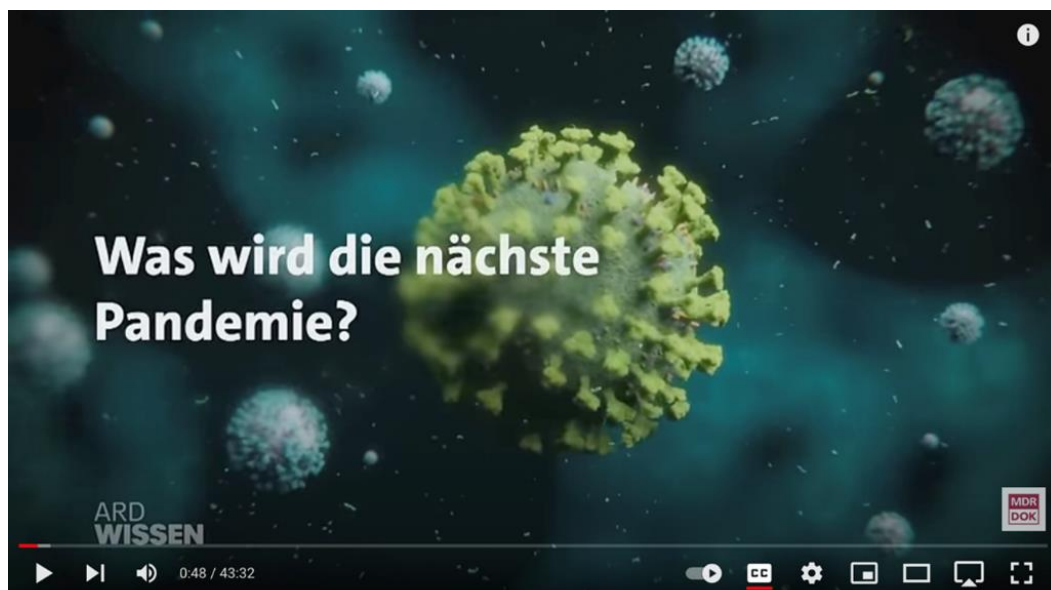 Was wird die nächste
Pandemie?
ARD
WISSEN
MDR
DOK
0:48 / 43:32
CC